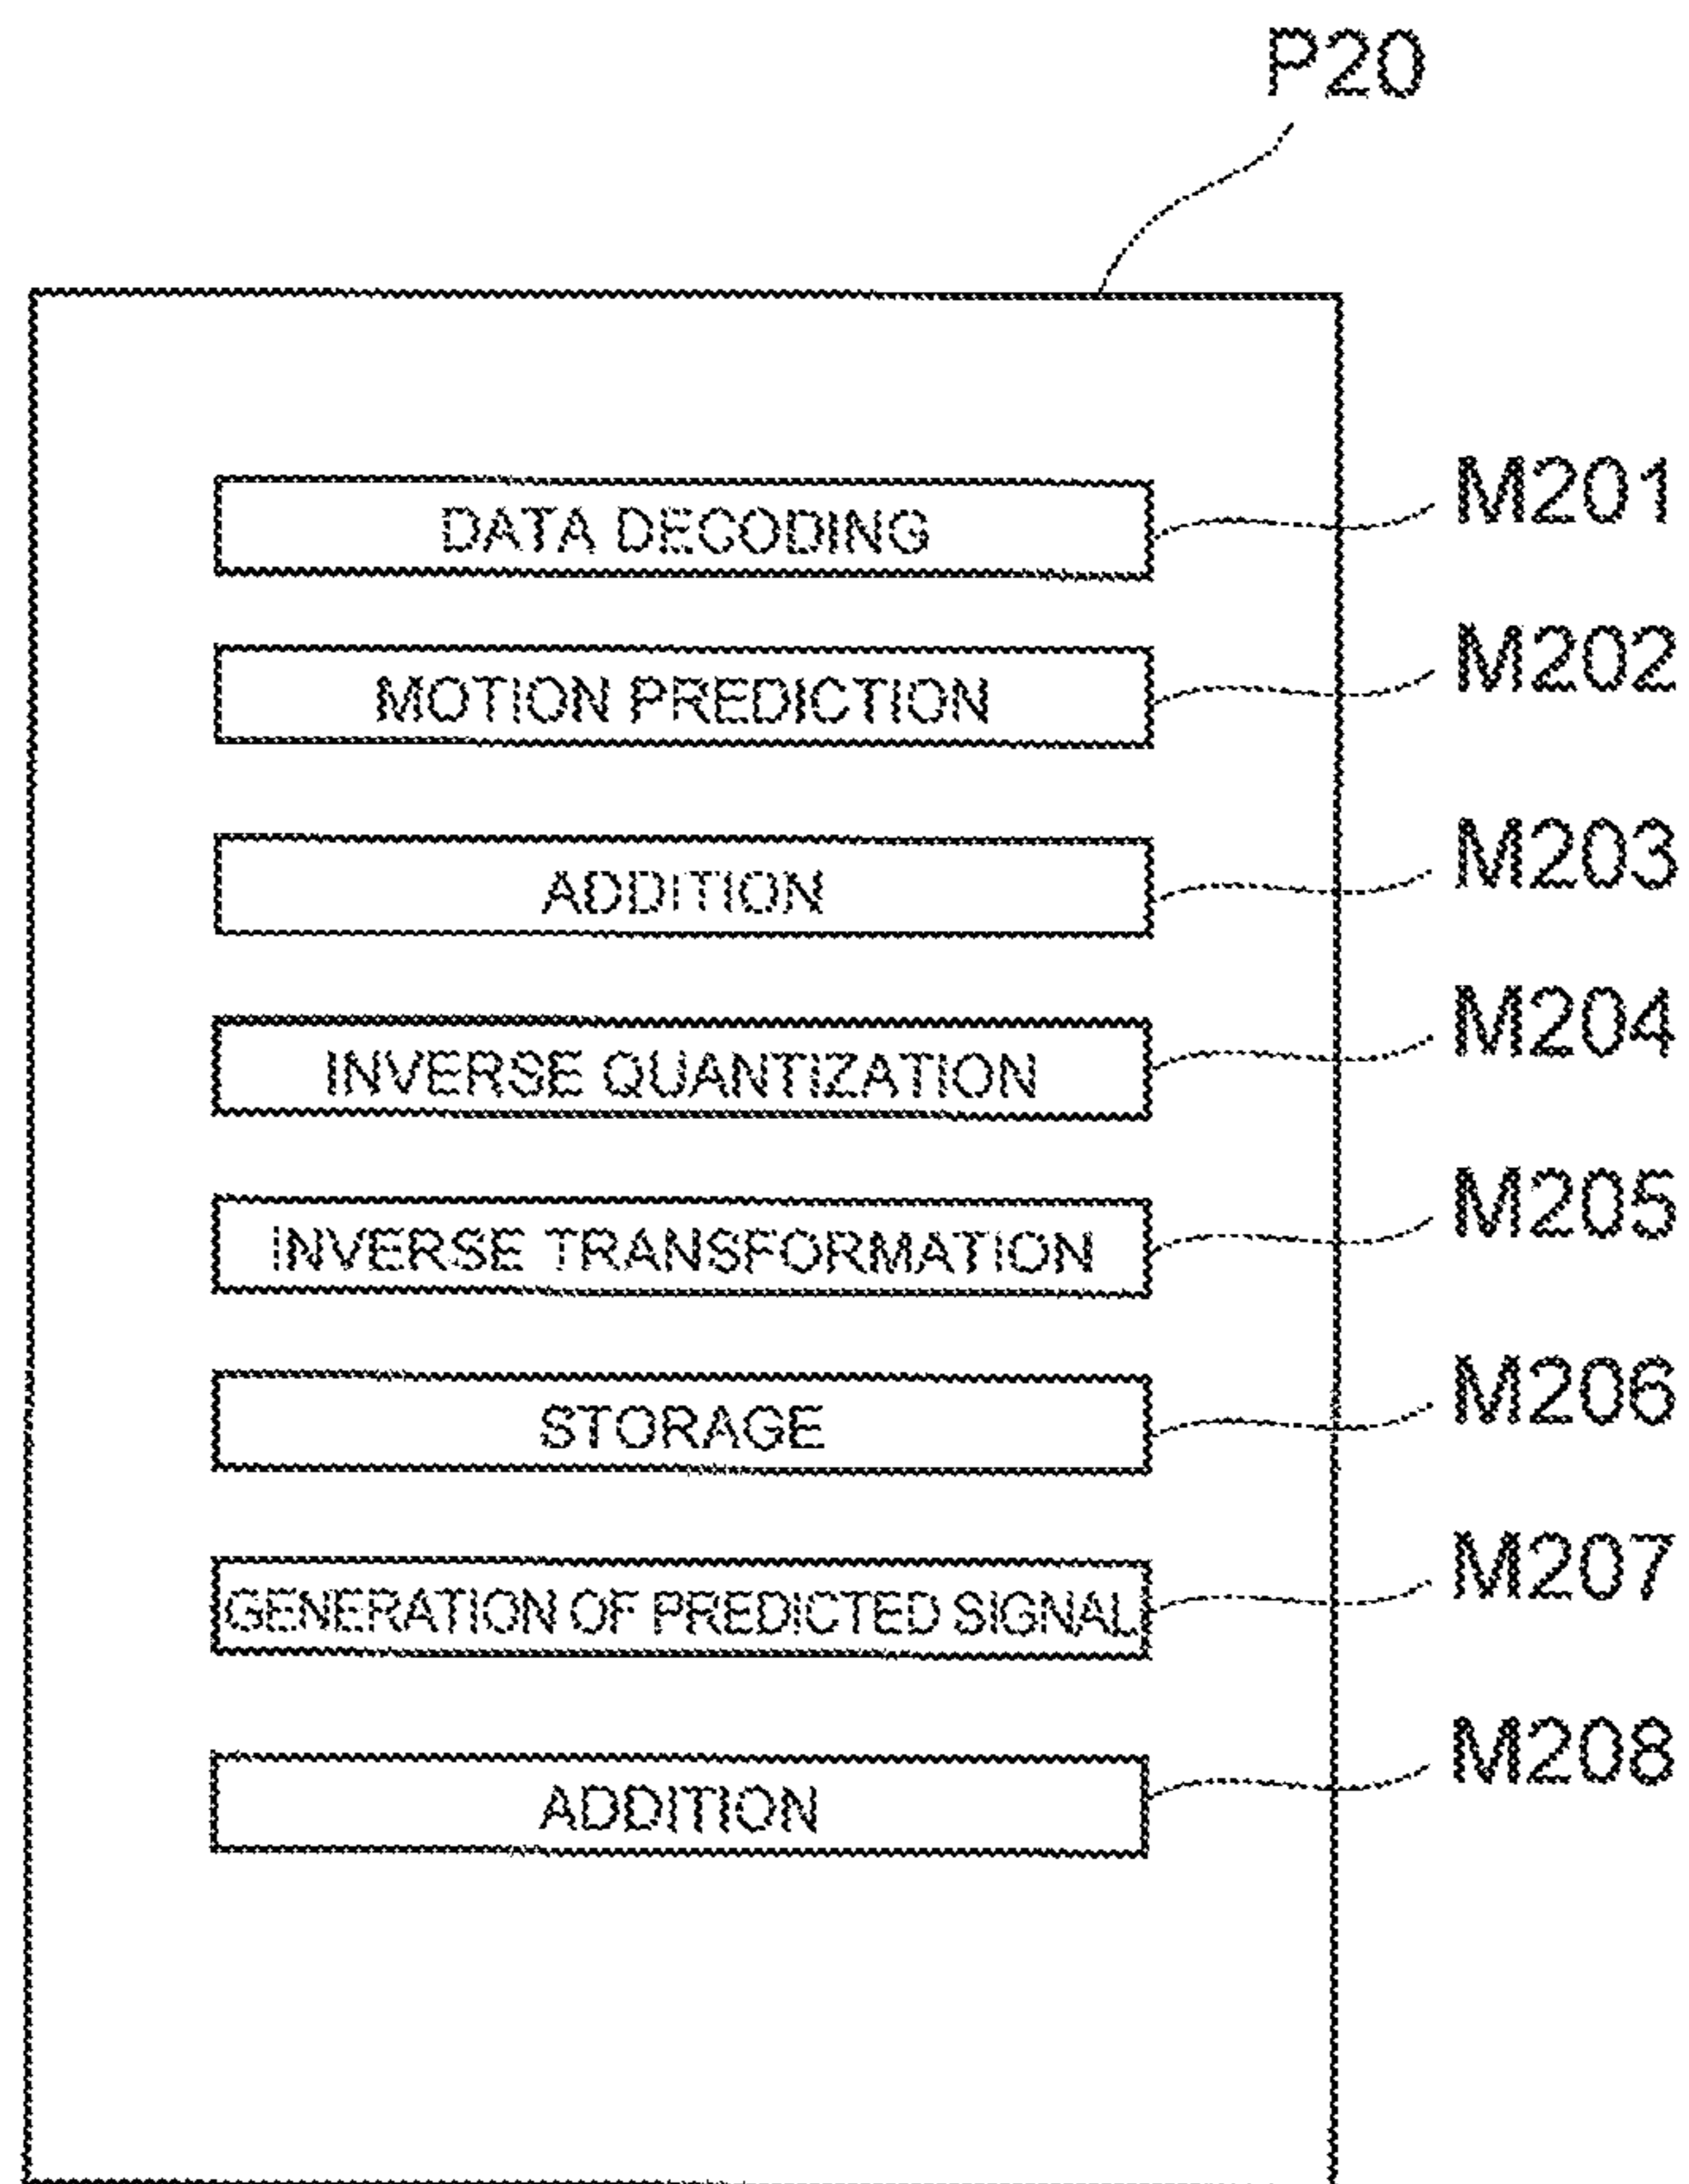 P20
DATA DECODING M201
MOTION PREDICTION M202
ADDITION M203
INVERSE QUANTIZATION M204
INVERSE TRANSFORMATION M205
STORAGE M206
GENERATION OF PREDICTED SIGNAL M207
ADDITION M208